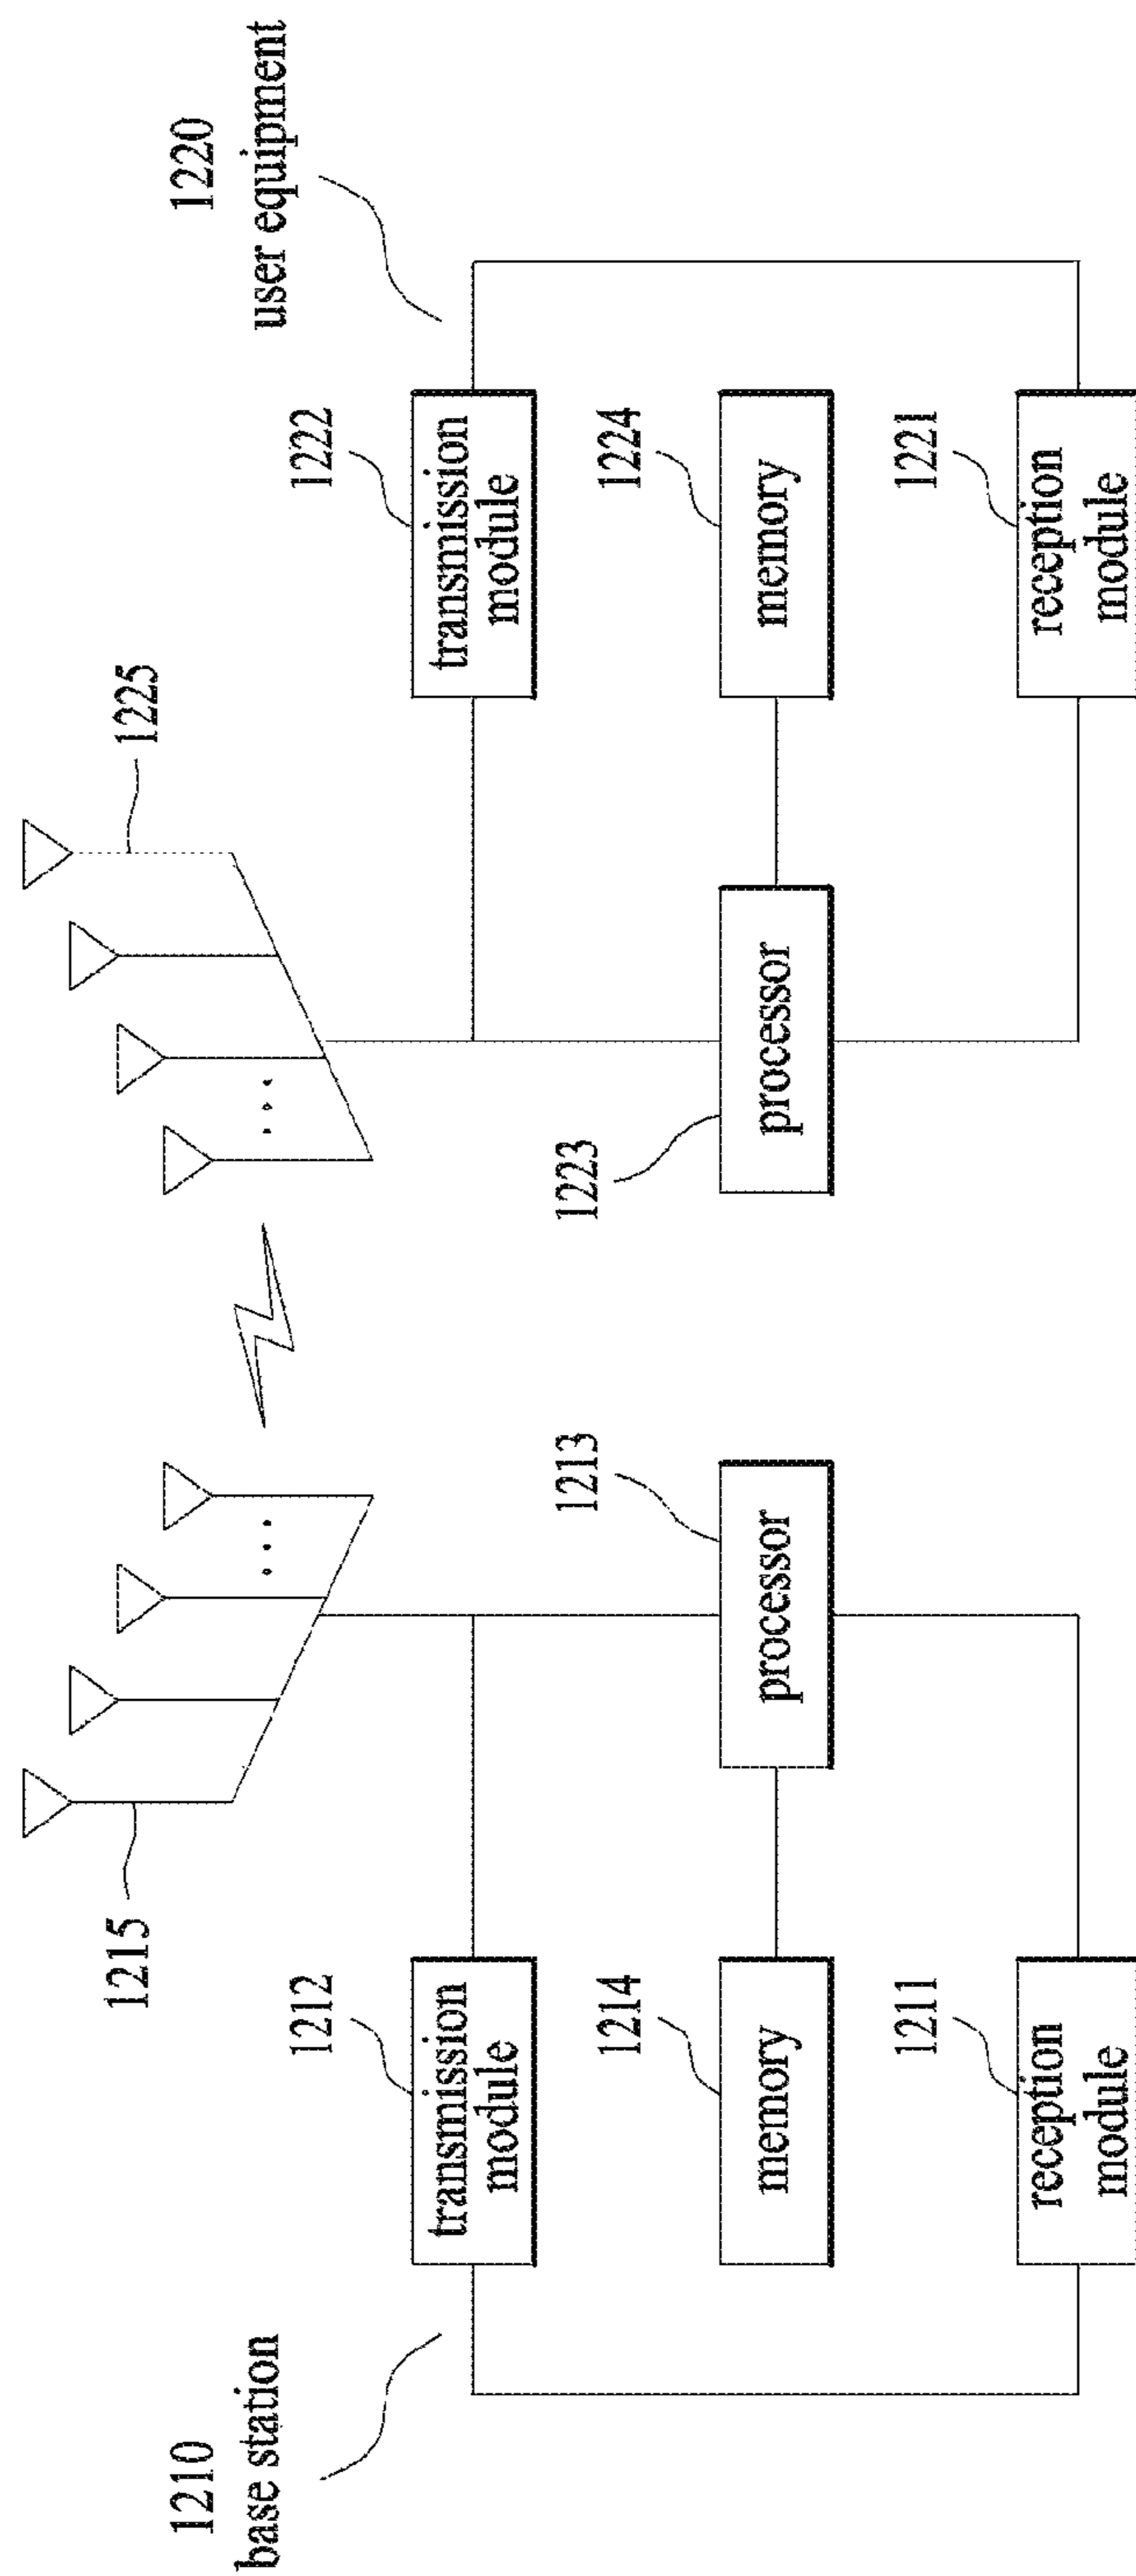 1210
base station
1215
1225
1220
user equipment
1212
transmission
module
1222
transmission
module
1213
processor
1223
processor
1214
memory
1224
memory
1211
reception
module
1221
reception
module